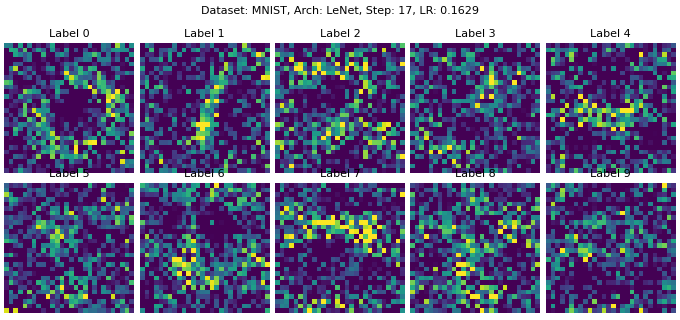 Dataset: MNIST, Arch: LeNet, Step: 17, LR: 0.1629
Label 0 Label 1 Label 2 Label 3 Label 4
Label 5 Label 6 Label 7 Label 8 Label 9